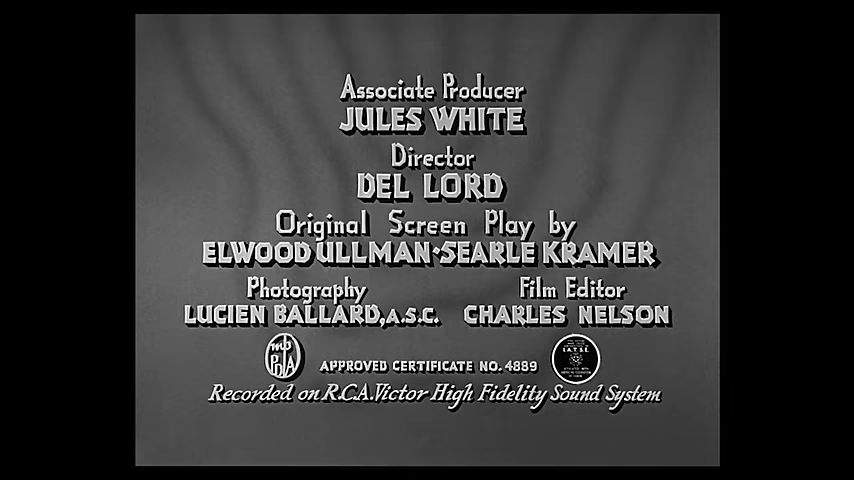 Associate Producer
JULES WHITE
Director
DEL LORD
Original Screen Play by
ELWOOD ULLMAN·SEARLE KRAMER
Photography Film Editor
LUCIEN BALLARD, A.S.C. CHARLES NELSON
APPROVED CERTIFICATE NO. 4889
I.A.T.S.E.
Recorded on R.C.A. Victor High Fidelity Sound System